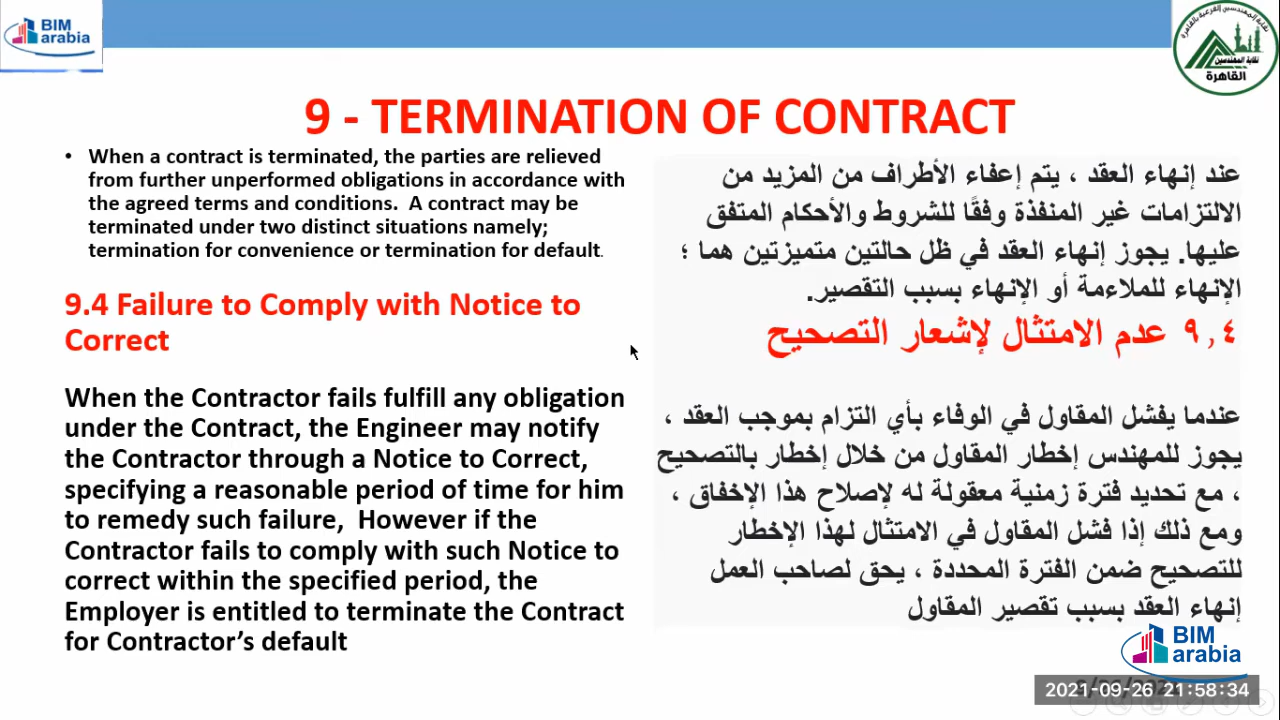 BIM
arabia
نقابة المهندسين الفرعية بالقاهرة
نقابة المهندسين
القاهرة
9 - TERMINATION OF CONTRACT
• When a contract is terminated, the parties are relieved
from further unperformed obligations in accordance with
the agreed terms and conditions. A contract may be
terminated under two distinct situations namely;
termination for convenience or termination for default.
9.4 Failure to Comply with Notice to
Correct
When the Contractor fails fulfill any obligation
under the Contract, the Engineer may notify
the Contractor through a Notice to Correct,
specifying a reasonable period of time for him
to remedy such failure, However if the
Contractor fails to comply with such Notice to
correct within the specified period, the
Employer is entitled to terminate the Contract
for Contractor's default
عند إنهاء العقد ، يتم إعفاء الأطراف من المزيد من
الالتزامات غير المنفذة وفقًا للشروط والأحكام المتفق
عليها. يجوز إنهاء العقد في ظل حالتين متميزتين هما ؛
الإنهاء للملاءمة أو الإنهاء بسبب التقصير.
٩,٤ عدم الامتثال لإشعار التصحيح
عندما يفشل المقاول في الوفاء بأي التزام بموجب العقد ،
يجوز للمهندس إخطار المقاول من خلال إخطار بالتصحيح
، مع تحديد فترة زمنية معقولة له لإصلاح هذا الإخفاق ،
ومع ذلك إذا فشل المقاول في الامتثال لهذا الإخطار
للتصحيح ضمن الفترة المحددة ، يحق لصاحب العمل
إنهاء العقد بسبب تقصير المقاول
BIM
arabia
2021-09-26 21:58:34